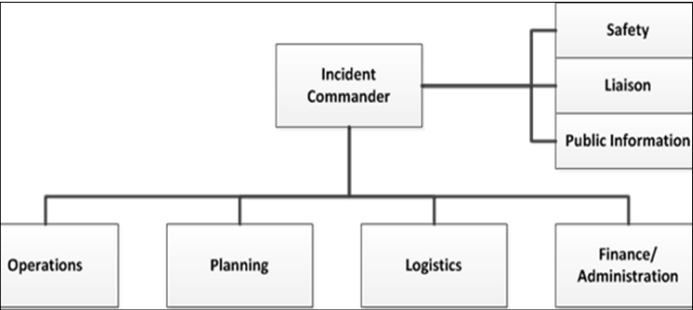 Safety
Incident
Commander
Liaison
Public Information
Operations
Planning
Logistics
Finance/
Administration